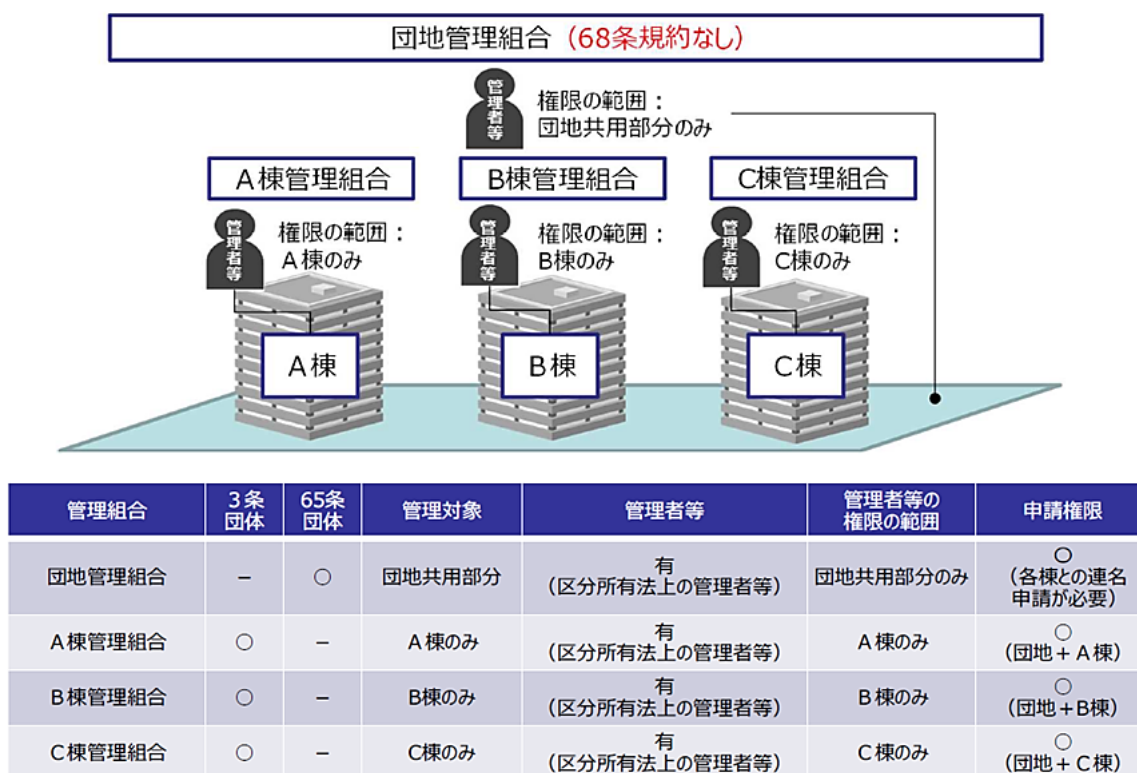 団地管理組合（68条規約なし）
管理者等
権限の範囲：
団地共用部分のみ
A棟管理組合
B棟管理組合
C棟管理組合
管理者等
権限の範囲：
A棟のみ
管理者等
権限の範囲：
B棟のみ
管理者等
権限の範囲：
C棟のみ
A棟
B棟
C棟
管理組合 3条 65条 管理対象 管理者等 管理者等の 申請権限
団体 団体 権限の範囲
団地管理組合 － ○ 団地共用部分 有 団地共用部分のみ ○
（区分所有法上の管理者等） （各棟との連名
申請が必要）
A棟管理組合 ○ － A棟のみ 有 A棟のみ ○
（区分所有法上の管理者等） （団地＋A棟）
B棟管理組合 ○ － B棟のみ 有 B棟のみ ○
（区分所有法上の管理者等） （団地＋B棟）
C棟管理組合 ○ － C棟のみ 有 C棟のみ ○
（区分所有法上の管理者等） （団地＋C棟）